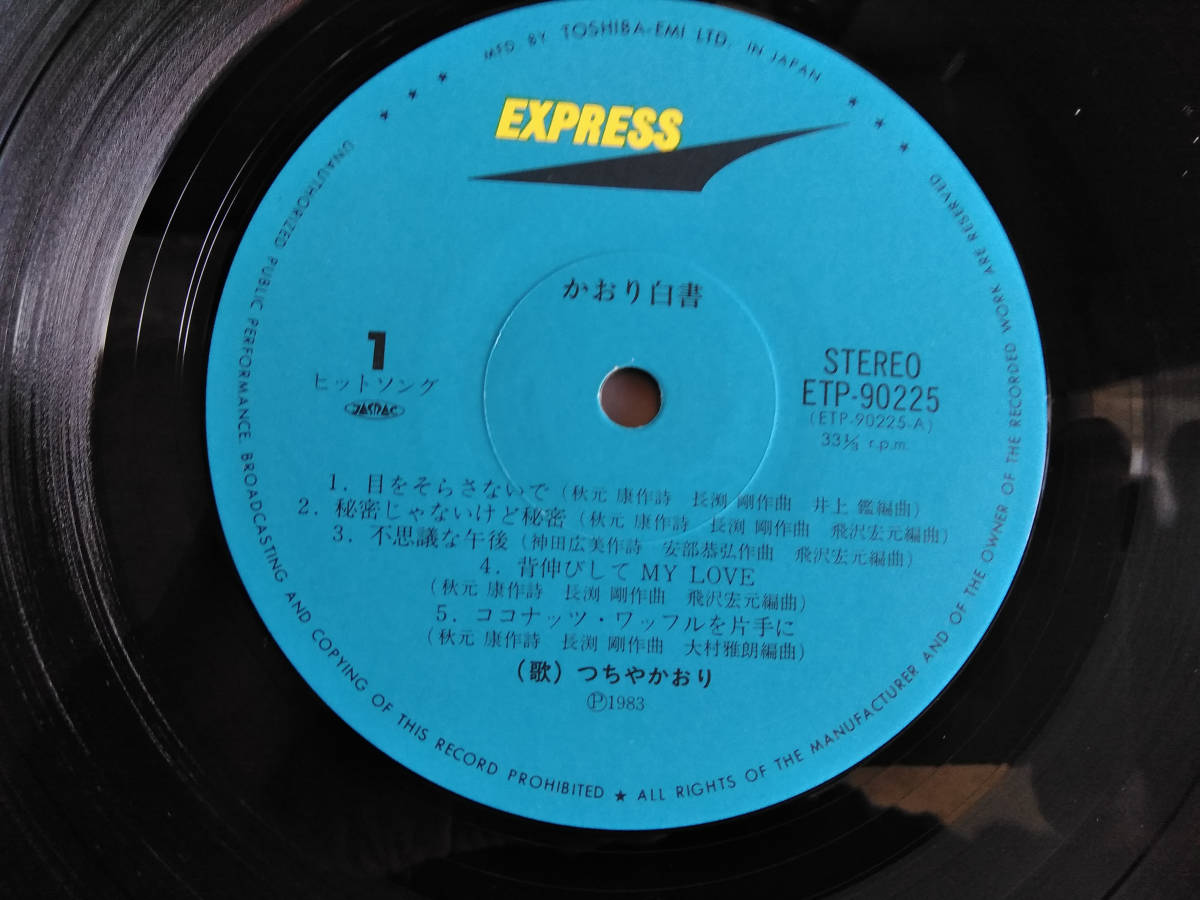 MFD BY TOSHIBA-EMI LTD. IN JAPAN
EXPRESS
かおり白書
1
ヒットソング
JASRAC
STEREO
ETP-90225
(ETP-90225-A)
33⅓ r.p.m.
1. 目をそらさないで (秋元 康作詩 長渕 剛作曲 井上 鑑編曲)
2. 秘密じゃないけど秘密 (秋元 康作詩 長渕 剛作曲 飛沢宏元編曲)
3. 不思議な午後 (神田広美作詩 安部恭弘作曲 飛沢宏元編曲)
4. 背伸びして MY LOVE
(秋元 康作詩 長渕 剛作曲 飛沢宏元編曲)
5. ココナッツ・ワッフルを片手に
(秋元 康作詩 長渕 剛作曲 大村雅朗編曲)
(歌) つちやかおり
Ⓟ1983
UNAUTHORIZED PUBLIC PERFORMANCE, BROADCASTING AND COPYING OF THIS RECORD PROHIBITED ★ ALL RIGHTS OF THE MANUFACTURER AND OF THE OWNER OF THE RECORDED WORK ARE RESERVED